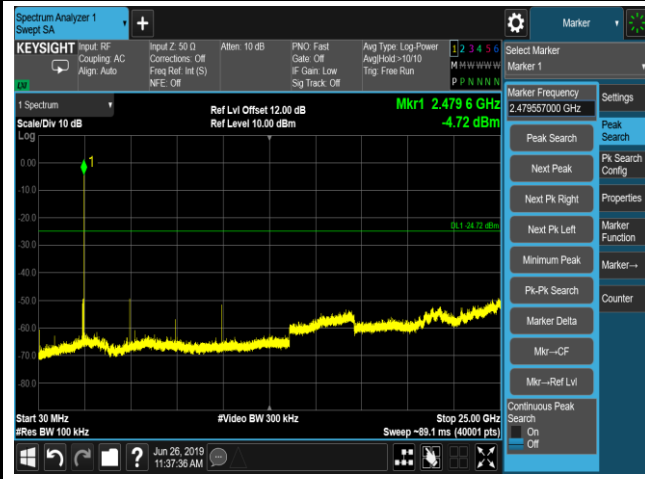 Spectrum Analyzer 1
Swept SA
Marker
KEYSIGHT
Input: RF
Coupling: AC
Align: Auto
Input Z: 50 Ω
Corrections: Off
Freq Ref: Int (S)
NFE: Off
Atten: 10 dB
PNO: Fast
Gate: Off
IF Gain: Low
Sig Track: Off
Avg Type: Log-Power
Avg|Hold:>10/10
Trig: Free Run
1 2 3 4 5 6
M M W W W W
P P N N N N
Select Marker
Marker 1
Marker Frequency
2.479557000 GHz
Settings
Peak Search
Next Peak
Next Pk Right
Next Pk Left
Minimum Peak
Pk-Pk Search
Marker Delta
Mkr→CF
Mkr→Ref Lvl
Continuous Peak
Search
On
Off
Peak
Search
Pk Search
Config
Properties
Marker
Function
Marker→
Counter
1 Spectrum
Scale/Div 10 dB
Ref Lvl Offset 12.00 dB
Ref Level 10.00 dBm
Mkr1 2.479 6 GHz
-4.72 dBm
Log
1
0.00
-10.0
-20.0
DL1 -24.72 dBm
-30.0
-40.0
-50.0
-60.0
-70.0
-80.0
Start 30 MHz
#Video BW 300 kHz
Stop 25.00 GHz
#Res BW 100 kHz
Sweep ~89.1 ms (40001 pts)
Jun 26, 2019
11:37:36 AM